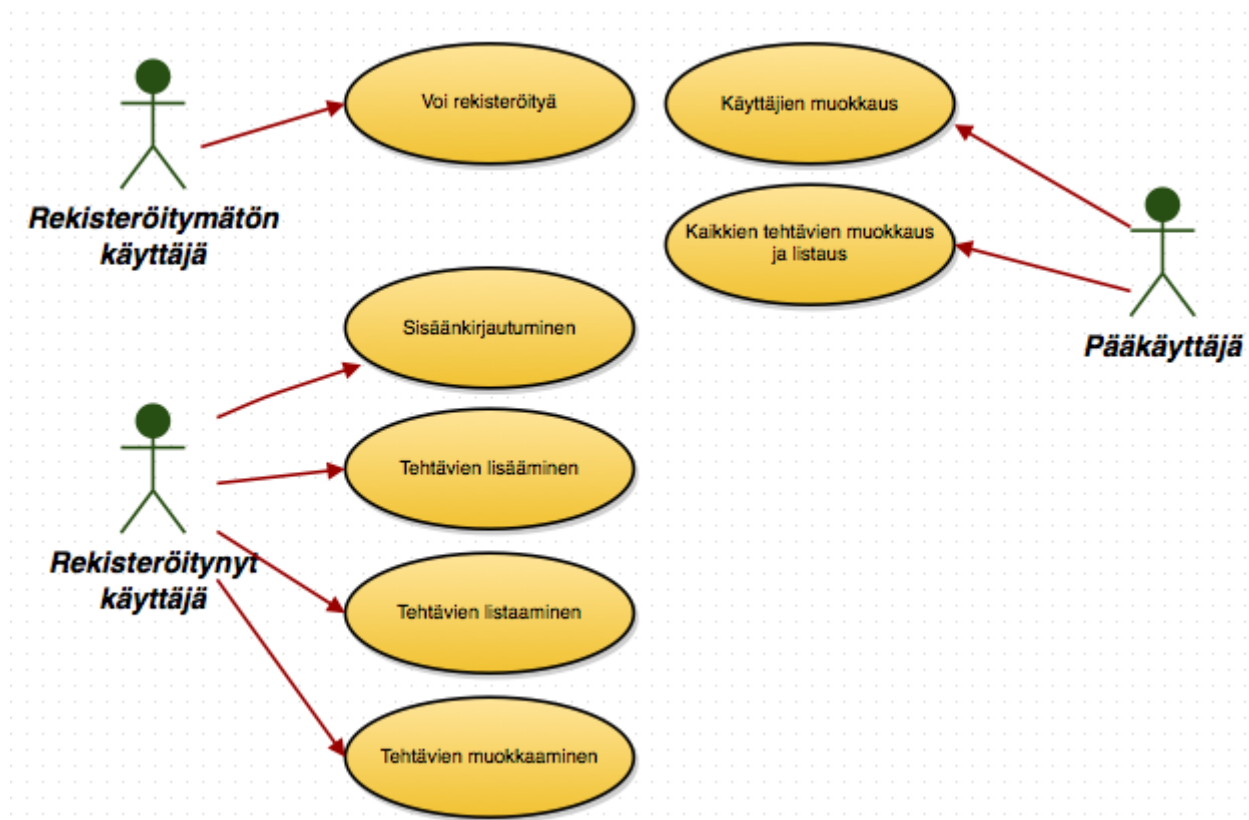 Voi rekisteröityä
Käyttäjien muokkaus
Rekisteröitymätön
käyttäjä
Kaikkien tehtävien muokkaus
ja listaus
Pääkäyttäjä
Sisäänkirjautuminen
Tehtävien lisääminen
Rekisteröitynyt
käyttäjä
Tehtävien listaaminen
Tehtävien muokkaaminen